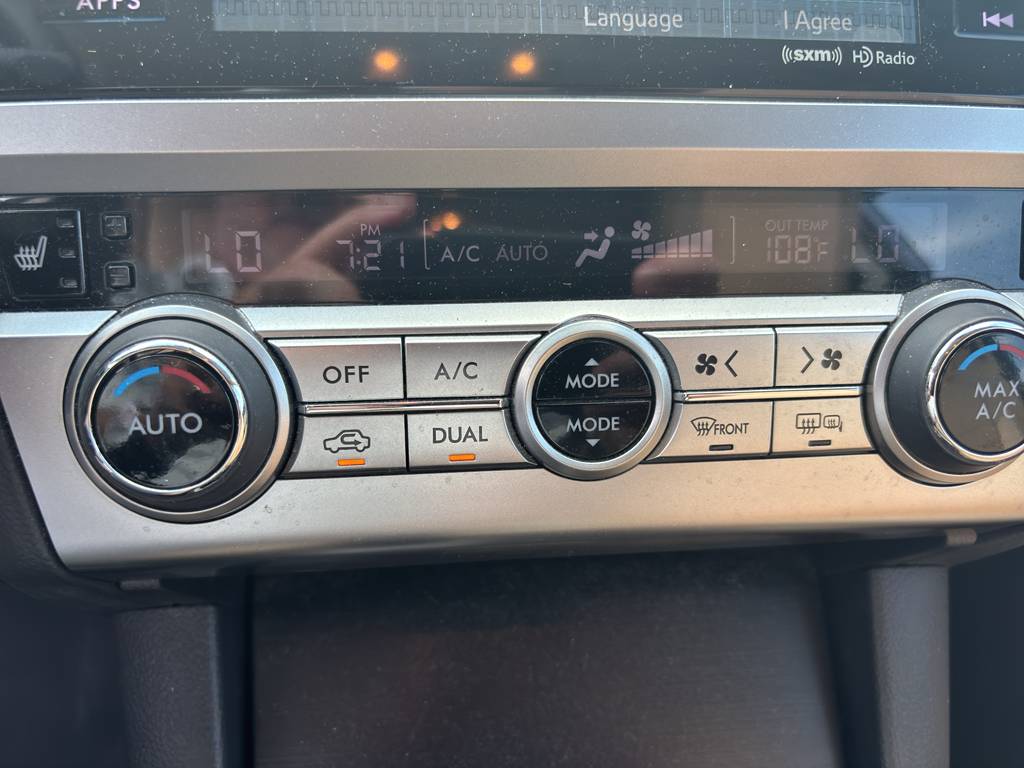 APPS
Language
I Agree
((sxm))
HD Radio
LO
PM
7:21
A/C AUTO
OUT TEMP
108°F
LO
AUTO
OFF
A/C
MODE
MODE
DUAL
FRONT
MAX
A/C